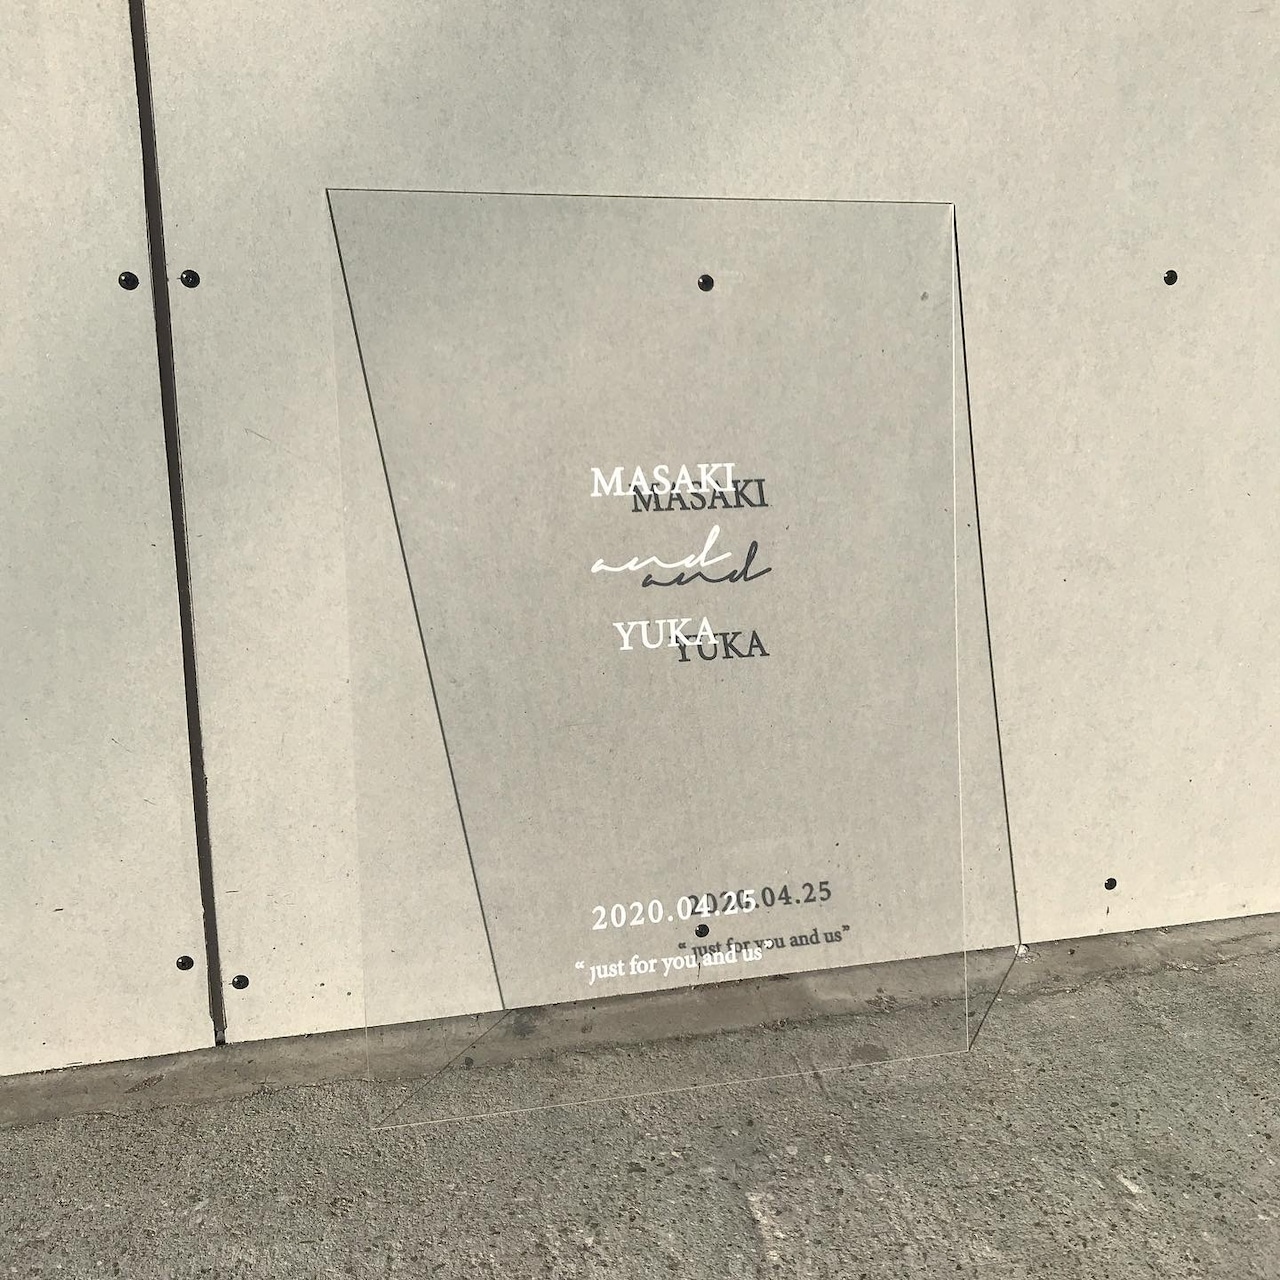 MASAKI
and
YUKA
2020.04.25
“ just for you and us”